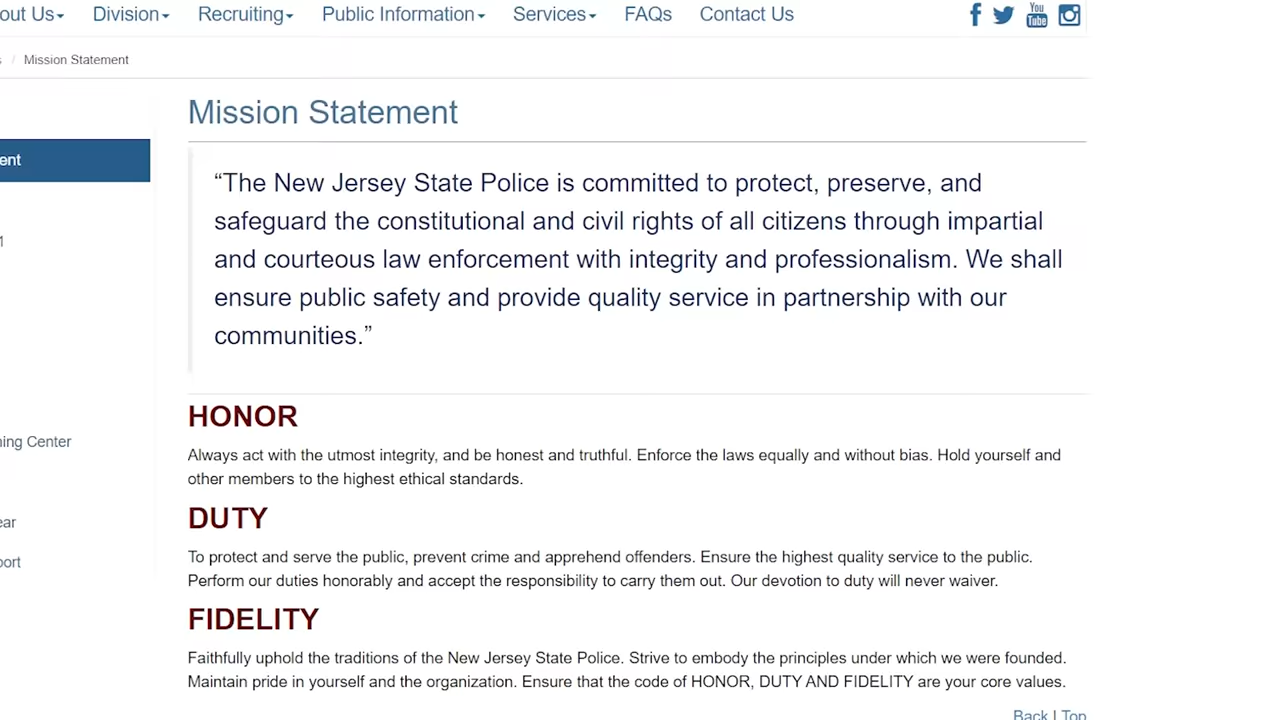 out Us Division Recruiting Public Information Services FAQs Contact Us You Tube
s / Mission Statement
Mission Statement
ent
“The New Jersey State Police is committed to protect, preserve, and
safeguard the constitutional and civil rights of all citizens through impartial
1
and courteous law enforcement with integrity and professionalism. We shall
ensure public safety and provide quality service in partnership with our
communities.”
HONOR
ning Center
Always act with the utmost integrity, and be honest and truthful. Enforce the laws equally and without bias. Hold yourself and
other members to the highest ethical standards.
DUTY
ear
To protect and serve the public, prevent crime and apprehend offenders. Ensure the highest quality service to the public.
ort
Perform our duties honorably and accept the responsibility to carry them out. Our devotion to duty will never waiver.
FIDELITY
Faithfully uphold the traditions of the New Jersey State Police. Strive to embody the principles under which we were founded.
Maintain pride in yourself and the organization. Ensure that the code of HONOR, DUTY AND FIDELITY are your core values.
Back | Top